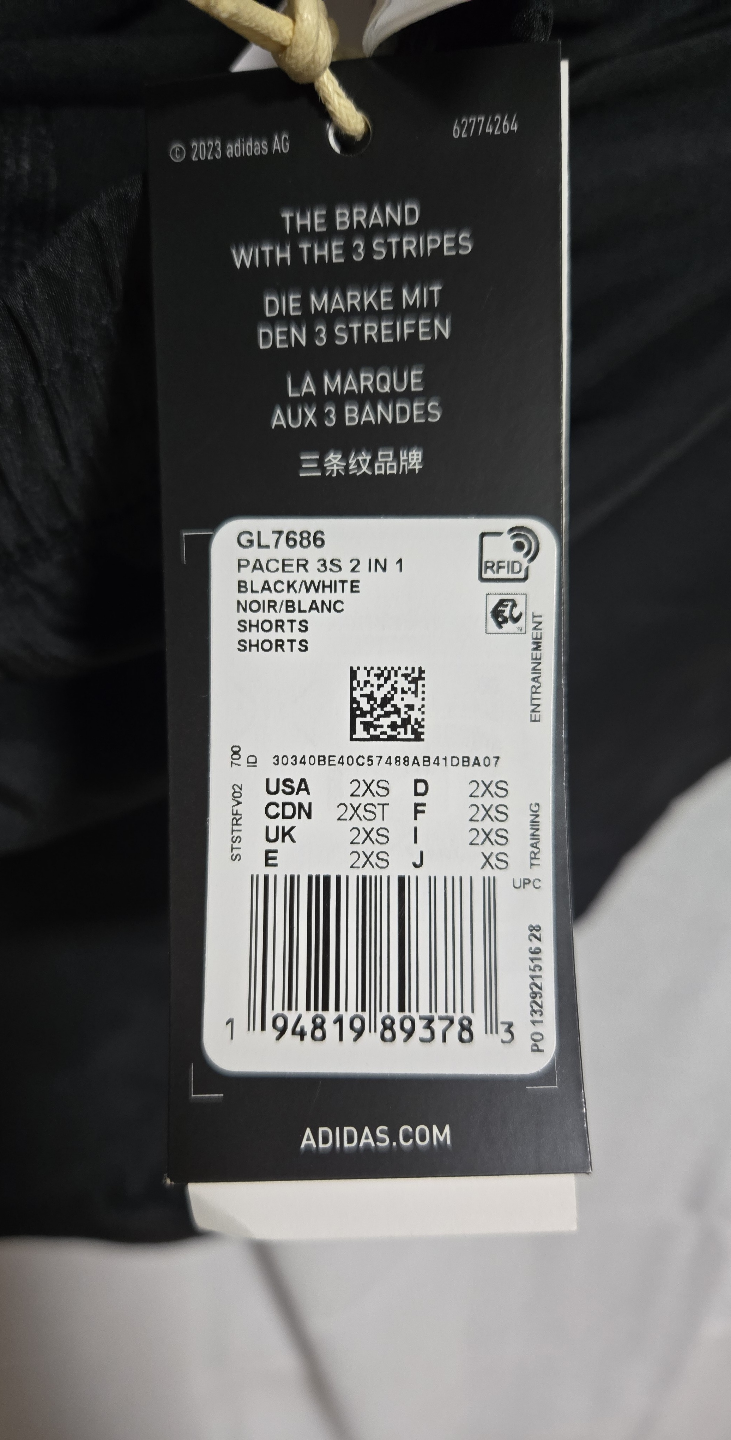 © 2023 adidas AG
62774264
THE BRAND
WITH THE 3 STRIPES
DIE MARKE MIT
DEN 3 STREIFEN
LA MARQUE
AUX 3 BANDES
三条纹品牌
GL7686
PACER 3S 2 IN 1
BLACK/WHITE
NOIR/BLANC
SHORTS
SHORTS
RFID
ENTRAINEMENT
700
ID 30340BE40C57488AB41DBA07
STSTRFV02
USA 2XS D 2XS
CDN 2XST F 2XS
UK 2XS I 2XS
E 2XS J XS
TRAINING
UPC
PO 132921516 28
1 94819 89378 3
ADIDAS.COM